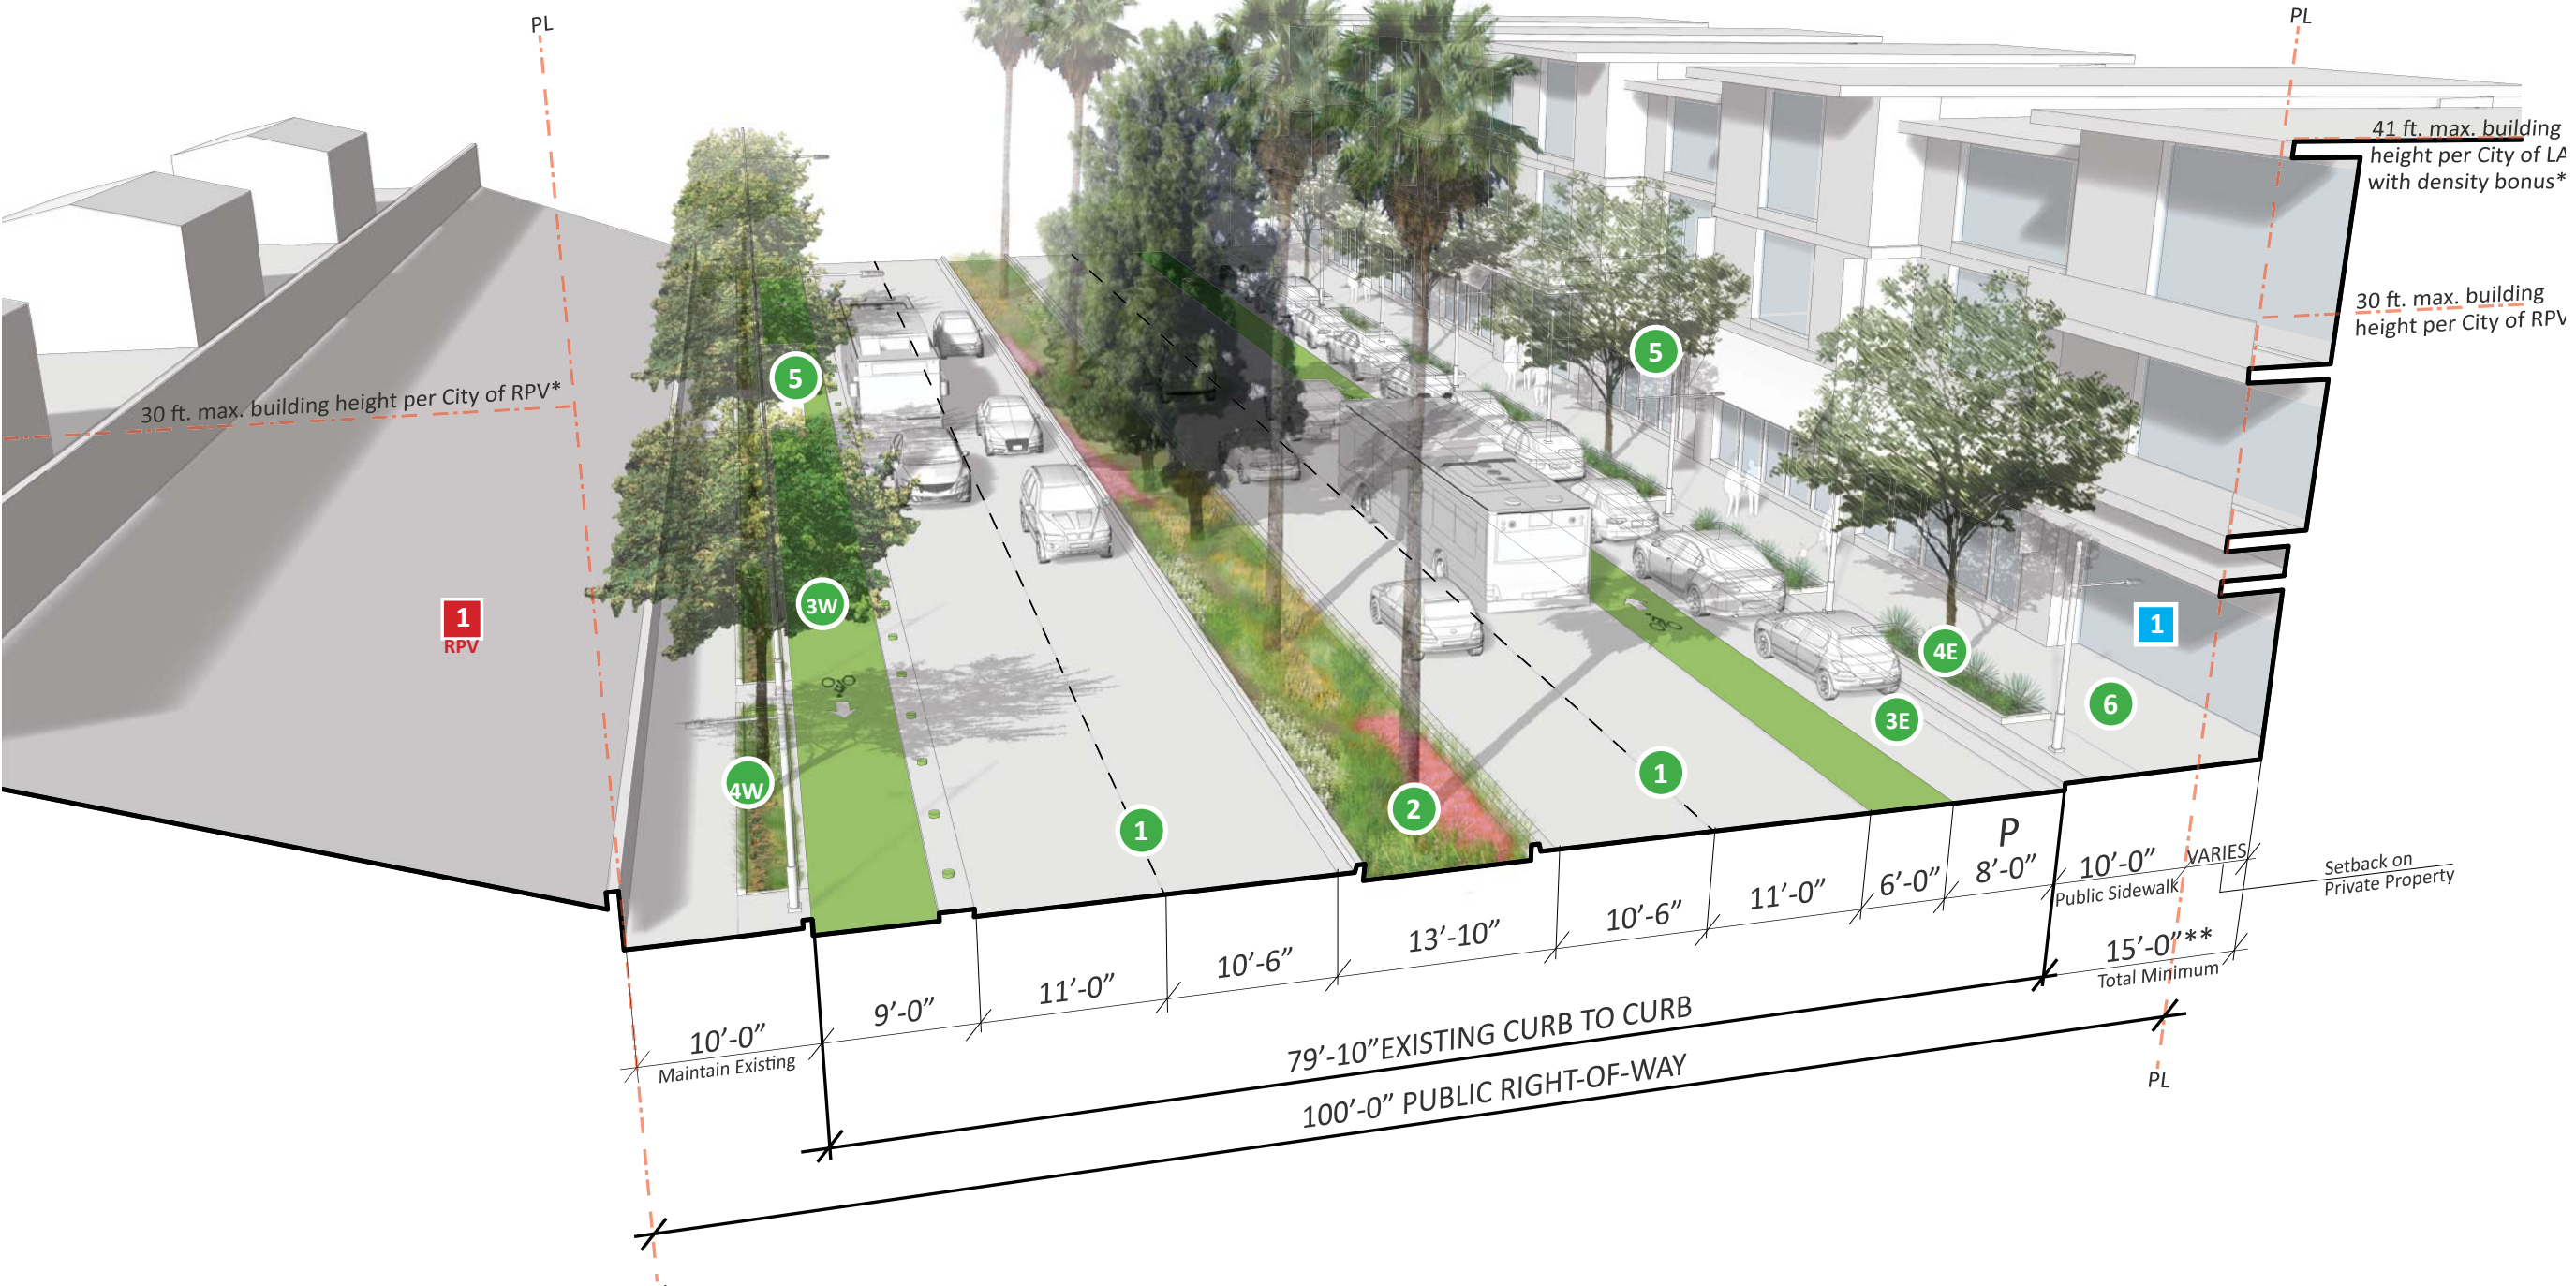 PL
PL
41 ft. max. building
height per City of LA
with density bonus*
30 ft. max. building
height per City of RPV
30 ft. max. building height per City of RPV*
5
5
3W
1
RPV
1
4E
6
3E
4W
1
2
1
P
10’-0”
Maintain Existing
9’-0”
11’-0”
10’-6”
13’-10”
10’-6”
11’-0”
6’-0”
8’-0”
10’-0”
Public Sidewalk
VARIES
Setback on
Private Property
15’-0”**
Total Minimum
79’-10”EXISTING CURB TO CURB
100’-0” PUBLIC RIGHT-OF-WAY
PL